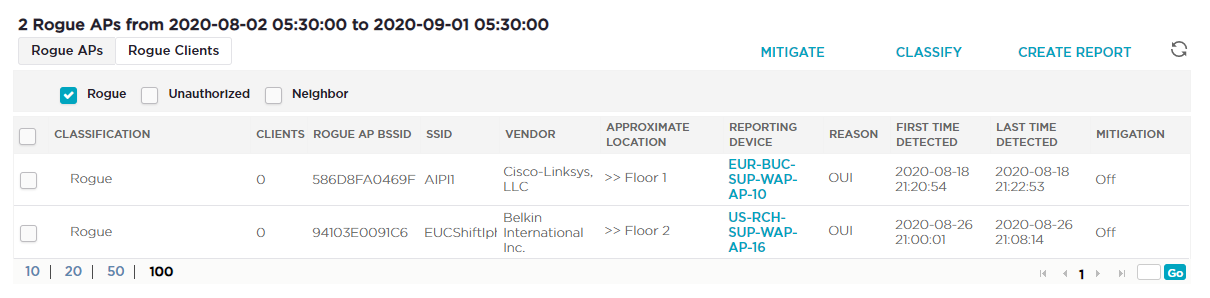 2 Rogue APs from 2020-08-02 05:30:00 to 2020-09-01 05:30:00
Rogue APs Rogue Clients MITIGATE CLASSIFY CREATE REPORT
Rogue Unauthorized Neighbor
CLASSIFICATION CLIENTS ROGUE AP BSSID SSID VENDOR APPROXIMATE LOCATION REPORTING DEVICE REASON FIRST TIME DETECTED LAST TIME DETECTED MITIGATION
Rogue 0 586D8FA0469F AIPI1 Cisco-Linksys, LLC >> Floor 1 EUR-BUC-SUP-WAP-AP-10 OUI 2020-08-18 21:20:54 2020-08-18 21:22:53 Off
Rogue 0 94103E0091C6 EUCShiftIph Belkin International Inc. >> Floor 2 US-RCH-SUP-WAP-AP-16 OUI 2020-08-26 21:00:01 2020-08-26 21:08:14 Off
10 | 20 | 50 | 100 1 Go